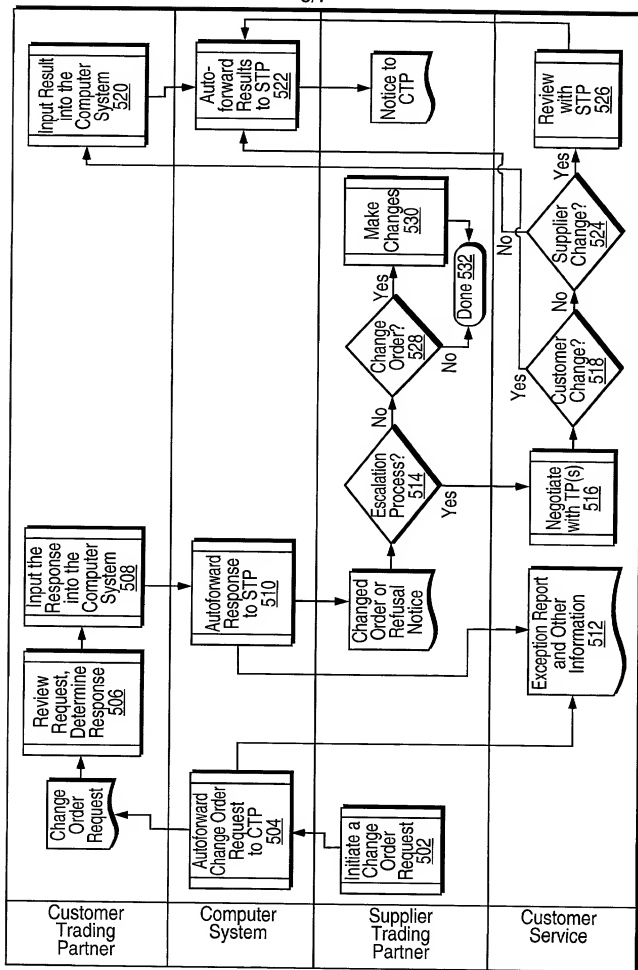 Customer
Trading
Partner
Change
Order
Request
Review
Request,
Determine
Response
506
Input the
Response
into the
Computer
System
508
Input Result
into the
Computer
System
520
Computer
System
Autoforward
Change Order
Request
to CTP
504
Autoforward
Response
to STP
510
Auto-
forward
Results
to STP
522
Supplier
Trading
Partner
Initiate a
Change
Order
Request
502
Changed
Order or
Refusal
Notice
Escalation
Process?
514
No
Yes
Change
Order?
528
Yes
No
Make
Changes
530
Done 532
Notice to
CTP
Customer
Service
Exception Report
and Other
Information
512
Negotiate
with TP(s)
516
Customer
Change?
518
Yes
No
Supplier
Change?
524
No
Yes
Review
with
STP
526